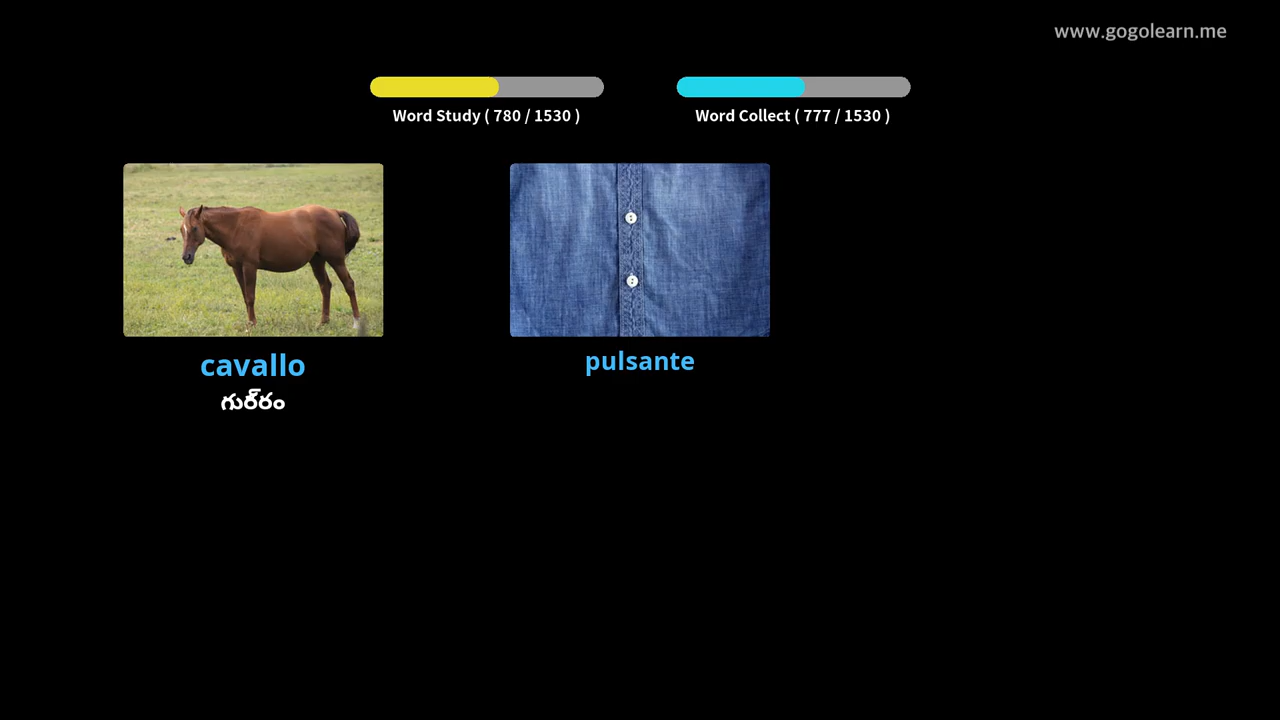 www.gogolearn.me
Word Study ( 780 / 1530 )
Word Collect ( 777 / 1530 )
cavallo
గుర్రం
pulsante